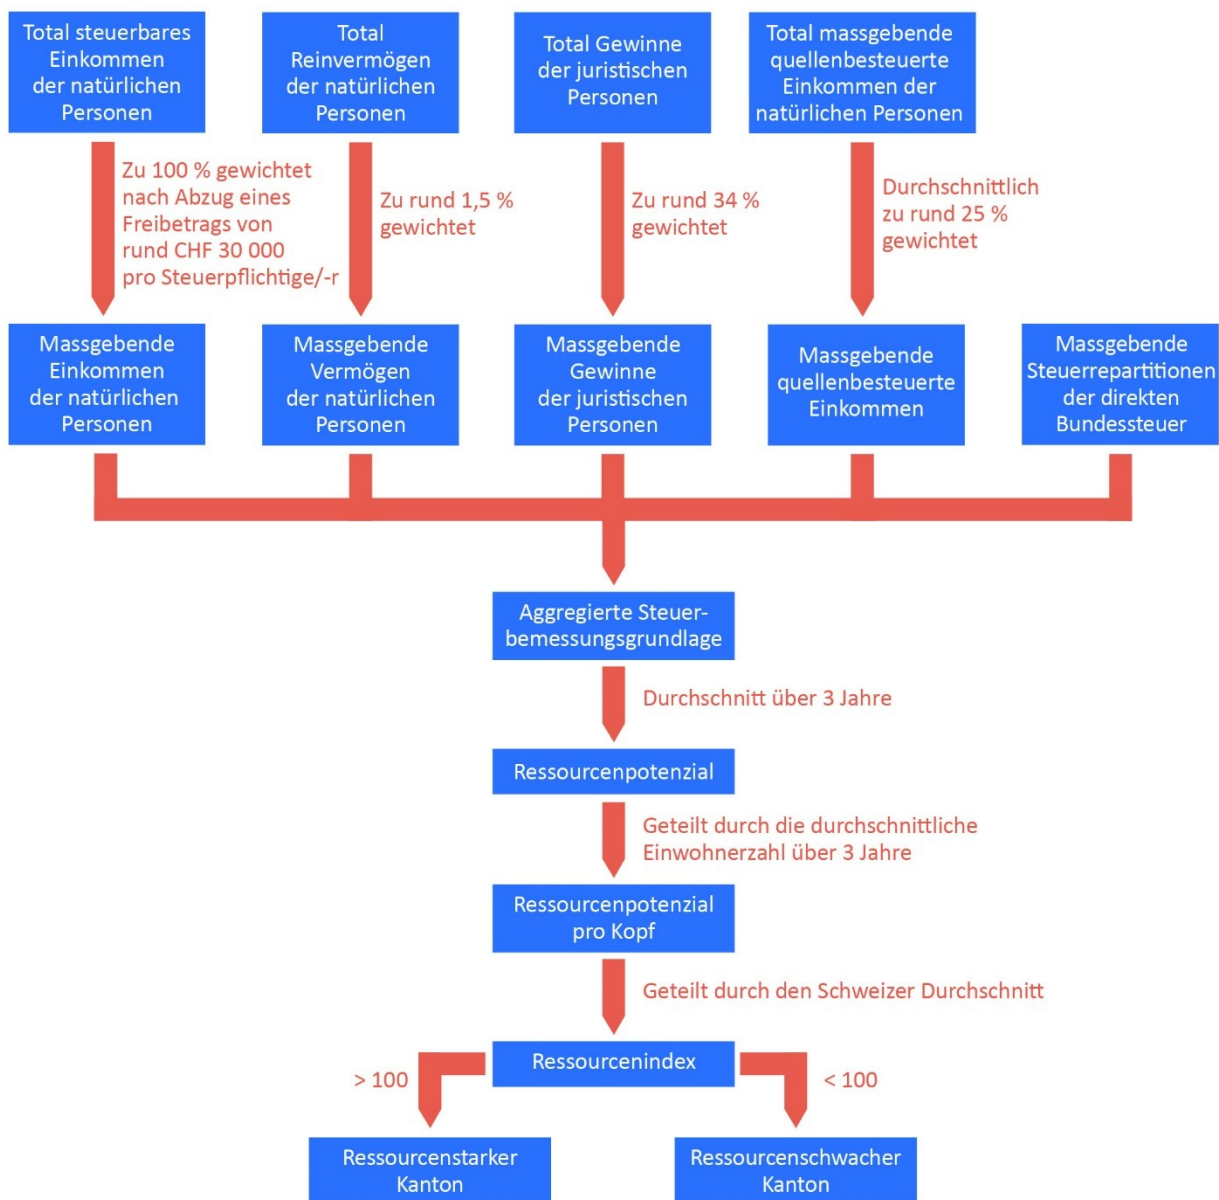 Total steuerbares
Einkommen
der natürlichen
Personen
Total
Reinvermögen
der natürlichen
Personen
Total Gewinne
der juristischen
Personen
Total massgebende
quellenbesteuerte
Einkommen der
natürlichen Personen
Zu 100 % gewichtet
nach Abzug eines
Freibetrags von
rund CHF 30 000
pro Steuerpflichtige/-r
Zu rund 1,5 %
gewichtet
Zu rund 34 %
gewichtet
Durchschnittlich
zu rund 25 %
gewichtet
Massgebende
Einkommen
der natürlichen
Personen
Massgebende
Vermögen
der natürlichen
Personen
Massgebende
Gewinne
der juristischen
Personen
Massgebende
quellenbesteuerte
Einkommen
Massgebende
Steuerrepartitionen
der direkten
Bundessteuer
Aggregierte Steuer-
bemessungsgrundlage
Durchschnitt über 3 Jahre
Ressourcenpotenzial
Geteilt durch die durchschnittliche
Einwohnerzahl über 3 Jahre
Ressourcenpotenzial
pro Kopf
Geteilt durch den Schweizer Durchschnitt
Ressourcenindex
> 100
< 100
Ressourcenstarker
Kanton
Ressourcenschwacher
Kanton